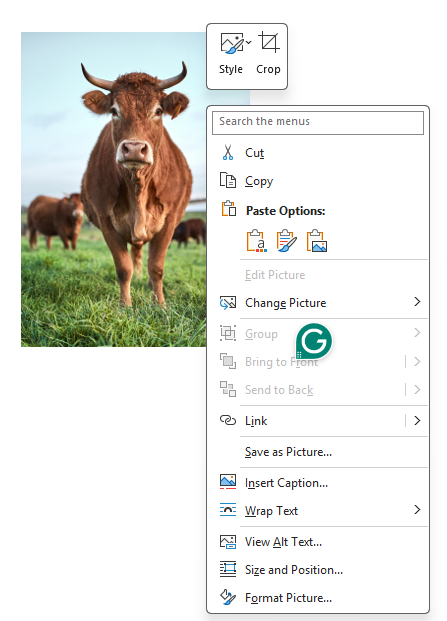 Style
Crop
Search the menus
Cut
Copy
Paste Options:
Edit Picture
Change Picture
Group
Bring to Front
Send to Back
Link
Save as Picture...
Insert Caption...
Wrap Text
View Alt Text...
Size and Position...
Format Picture...